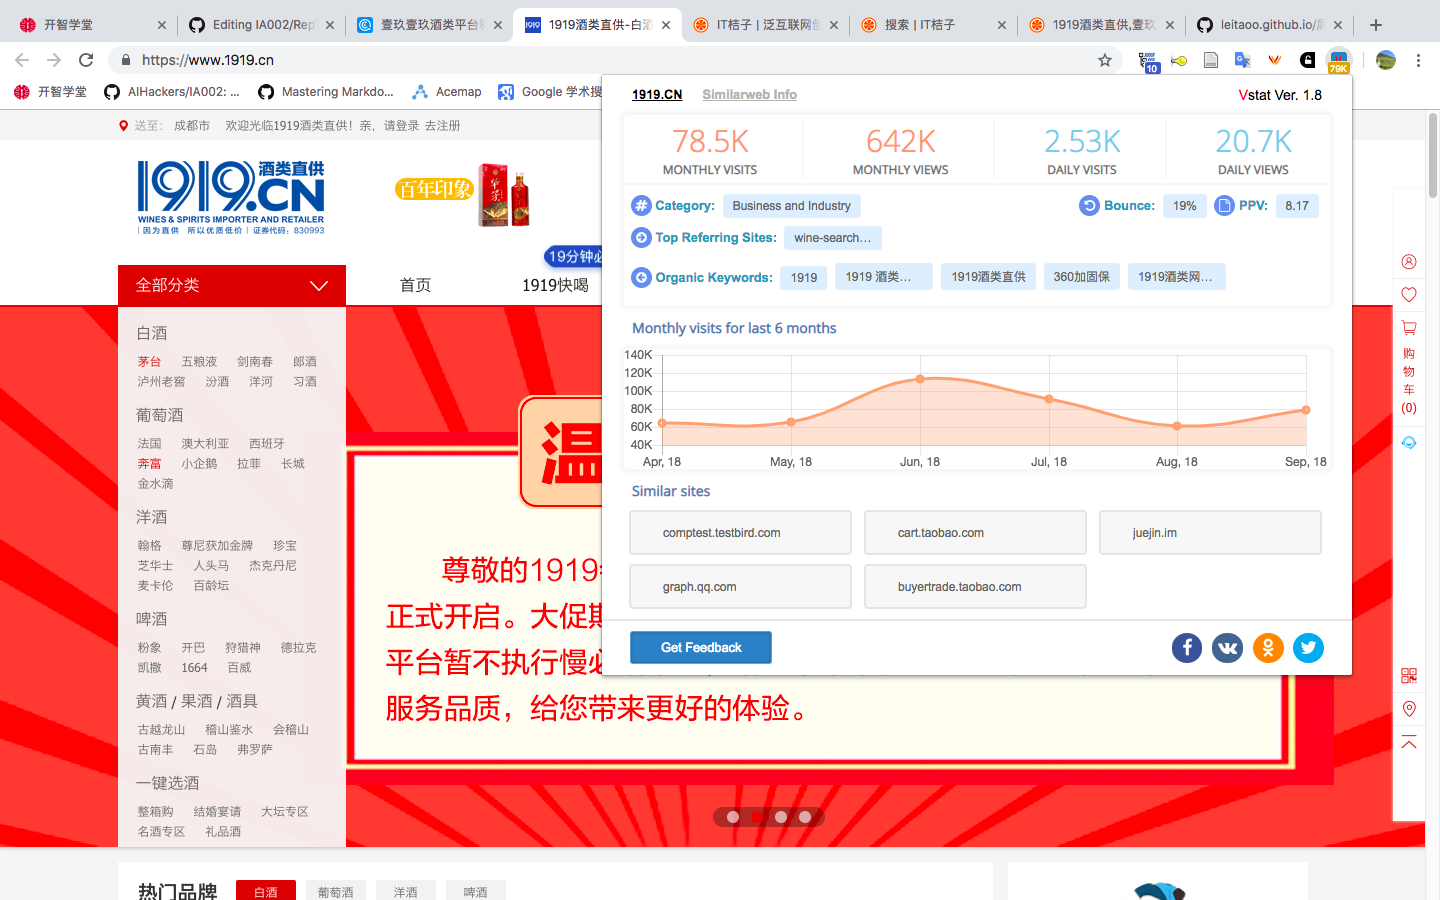 开智学堂
Editing IA002/Rep
壹玖壹玖酒类平台
1919酒类直供-白酒
IT桔子 | 泛互联网
搜索 | IT桔子
1919酒类直供,壹玖
leitaoo.github.io/
https://www.1919.cn
10
79K
开智学堂
AIHackers/IA002: ...
Mastering Markdo...
Acemap
Google 学术搜
送至： 成都市 欢迎光临1919酒类直供！亲，请登录 去注册
1919.CN
酒类直供
WINES & SPIRITS IMPORTER AND RETAILER
因为直供 所以优质低价 | 证券代码：830993
百年印象
19分钟必
全部分类
首页
1919快喝
白酒
茅台 五粮液 剑南春 郎酒
泸州老窖 汾酒 洋河 习酒
葡萄酒
法国 澳大利亚 西班牙
奔富 小企鹅 拉菲 长城
金水滴
洋酒
翰格 尊尼获加金牌 珍宝
芝华士 人头马 杰克丹尼
麦卡伦 百龄坛
啤酒
粉象 开巴 狩猎神 德拉克
凯撒 1664 百威
黄酒 / 果酒 / 酒具
古越龙山 稽山鉴水 会稽山
古南丰 石岛 弗罗萨
一键选酒
整箱购 结婚宴请 大坛专区
名酒专区 礼品酒
温
尊敬的1919
正式开启。大促期
平台暂不执行慢必
服务品质，给您带来更好的体验。
热门品牌
白酒 葡萄酒 洋酒 啤酒
1919.CN Similarweb Info Vstat Ver. 1.8
78.5K 642K 2.53K 20.7K
MONTHLY VISITS MONTHLY VIEWS DAILY VISITS DAILY VIEWS
Category: Business and Industry Bounce: 19% PPV: 8.17
Top Referring Sites: wine-search...
Organic Keywords: 1919 1919 酒类... 1919酒类直供 360加固保 1919酒类网...
Monthly visits for last 6 months
140K
120K
100K
80K
60K
40K
Apr, 18 May, 18 Jun, 18 Jul, 18 Aug, 18 Sep, 18
Similar sites
comptest.testbird.com cart.taobao.com juejin.im
graph.qq.com buyertrade.taobao.com
Get Feedback
购
物
车
(0)